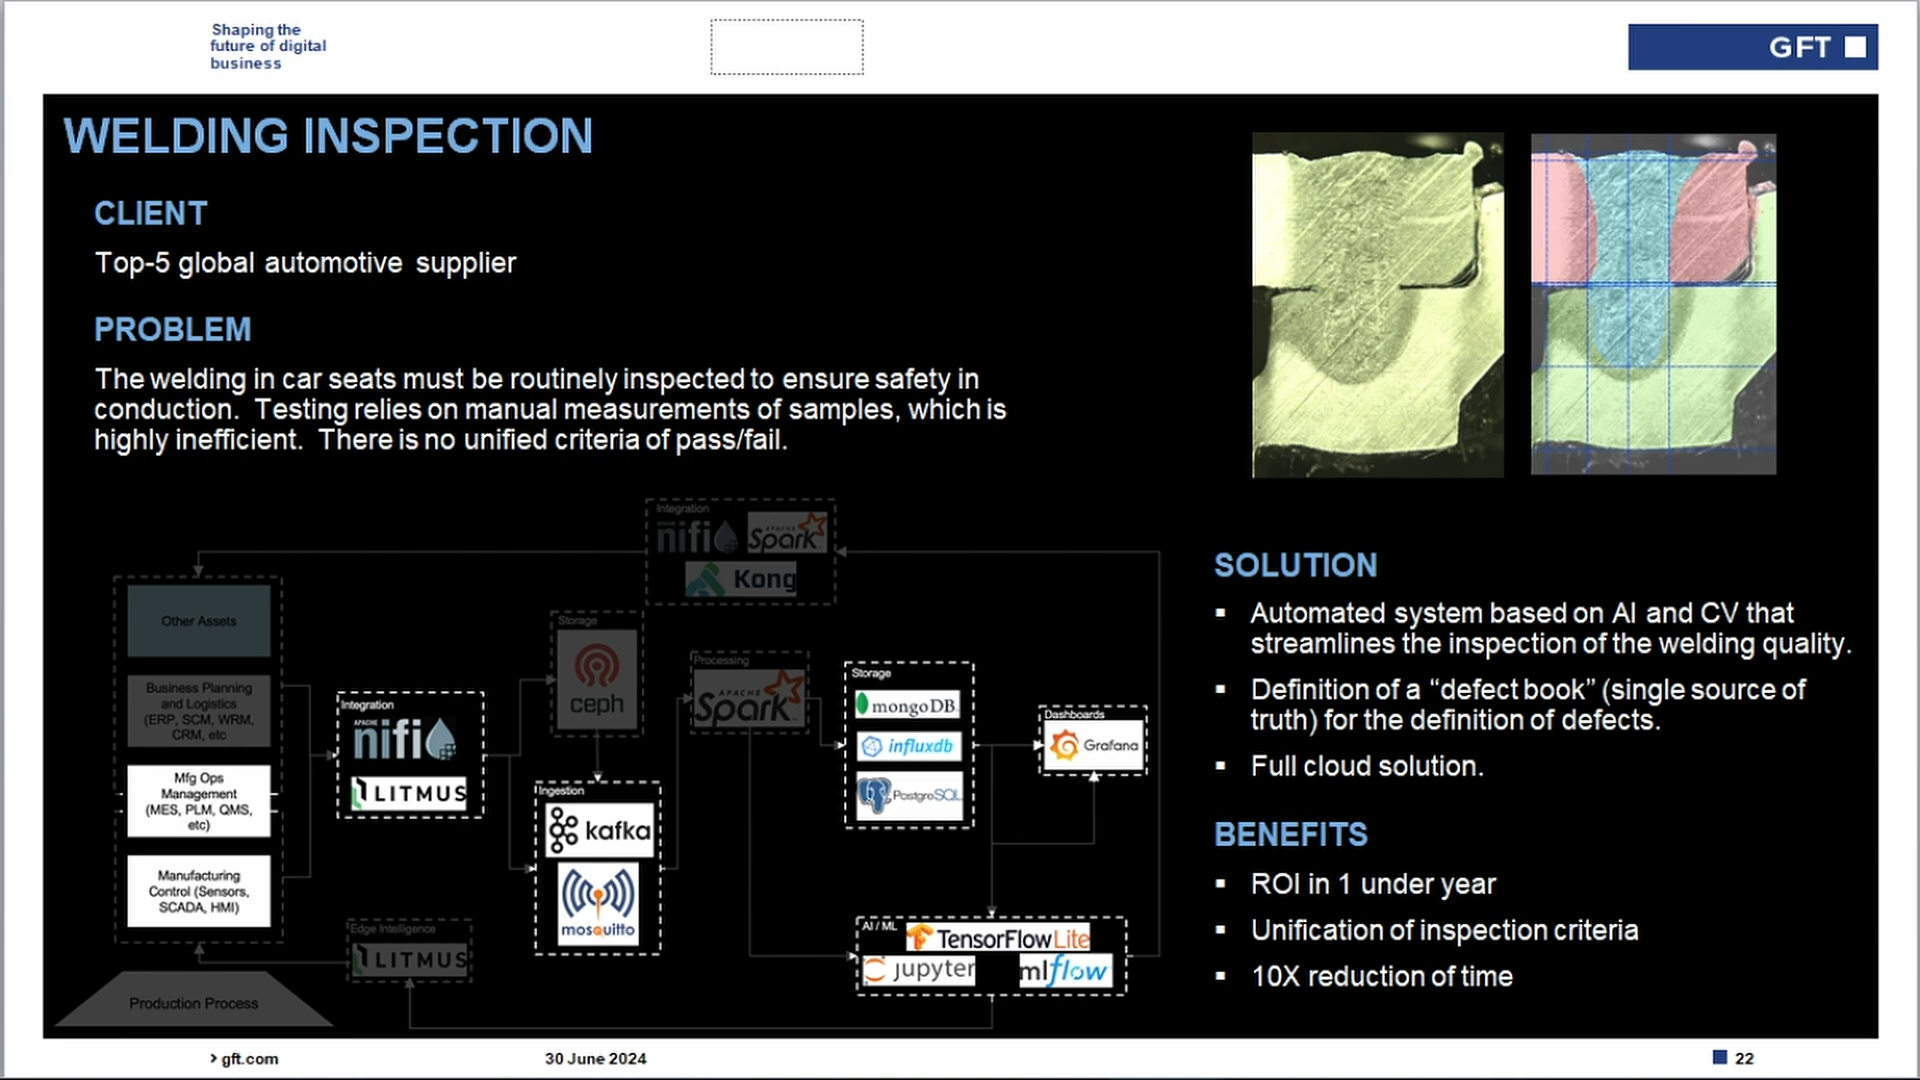 Shaping the
future of digital
business
GFT
WELDING INSPECTION
CLIENT
Top-5 global automotive supplier
PROBLEM
The welding in car seats must be routinely inspected to ensure safety in
conduction. Testing relies on manual measurements of samples, which is
highly inefficient. There is no unified criteria of pass/fail.
Integration
APACHE
nifi
APACHE
Spark
Kong
Other Assets
Business Planning
and Logistics
(ERP, SCM, WRM,
CRM, etc
Mfg Ops
Management
(MES, PLM, QMS,
etc)
Manufacturing
Control (Sensors,
SCADA, HMI)
Production Process
Integration
APACHE
nifi
LITMUS
Edge Intelligence
LITMUS
Storage
ceph
Ingestion
kafka
mosquitto
Processing
APACHE
Spark
Storage
mongoDB
influxdb
PostgreSQL
Dashboards
Grafana
AI / ML
TensorFlow Lite
jupyter
mlflow
SOLUTION
▪ Automated system based on AI and CV that
streamlines the inspection of the welding quality.
▪ Definition of a “defect book” (single source of
truth) for the definition of defects.
▪ Full cloud solution.
BENEFITS
▪ ROI in 1 under year
▪ Unification of inspection criteria
▪ 10X reduction of time
> gft.com
30 June 2024
22